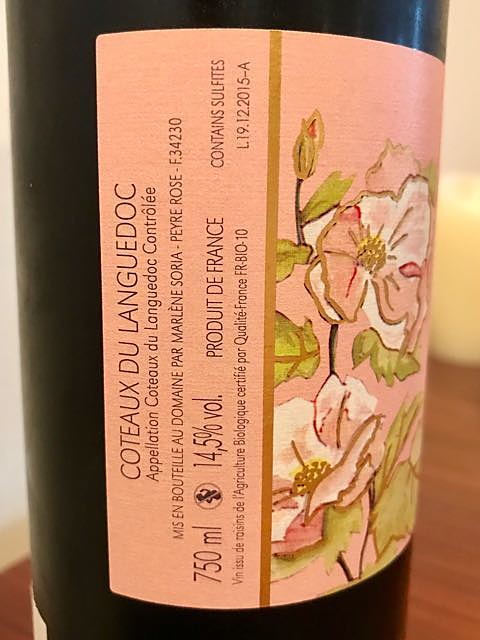 COTEAUX DU LANGUEDOC
Appellation Coteaux du Languedoc Contrôlée
MIS EN BOUTEILLE AU DOMAINE PAR MARLÈNE SORIA - PEYRE ROSE - F.34230
750 ml 14,5% vol. PRODUIT DE FRANCE CONTAINS SULFITES
Vin issu de raisins de l'Agriculture Biologique certifié par Qualité-France FR-BIO-10 L.19.12.2015-A